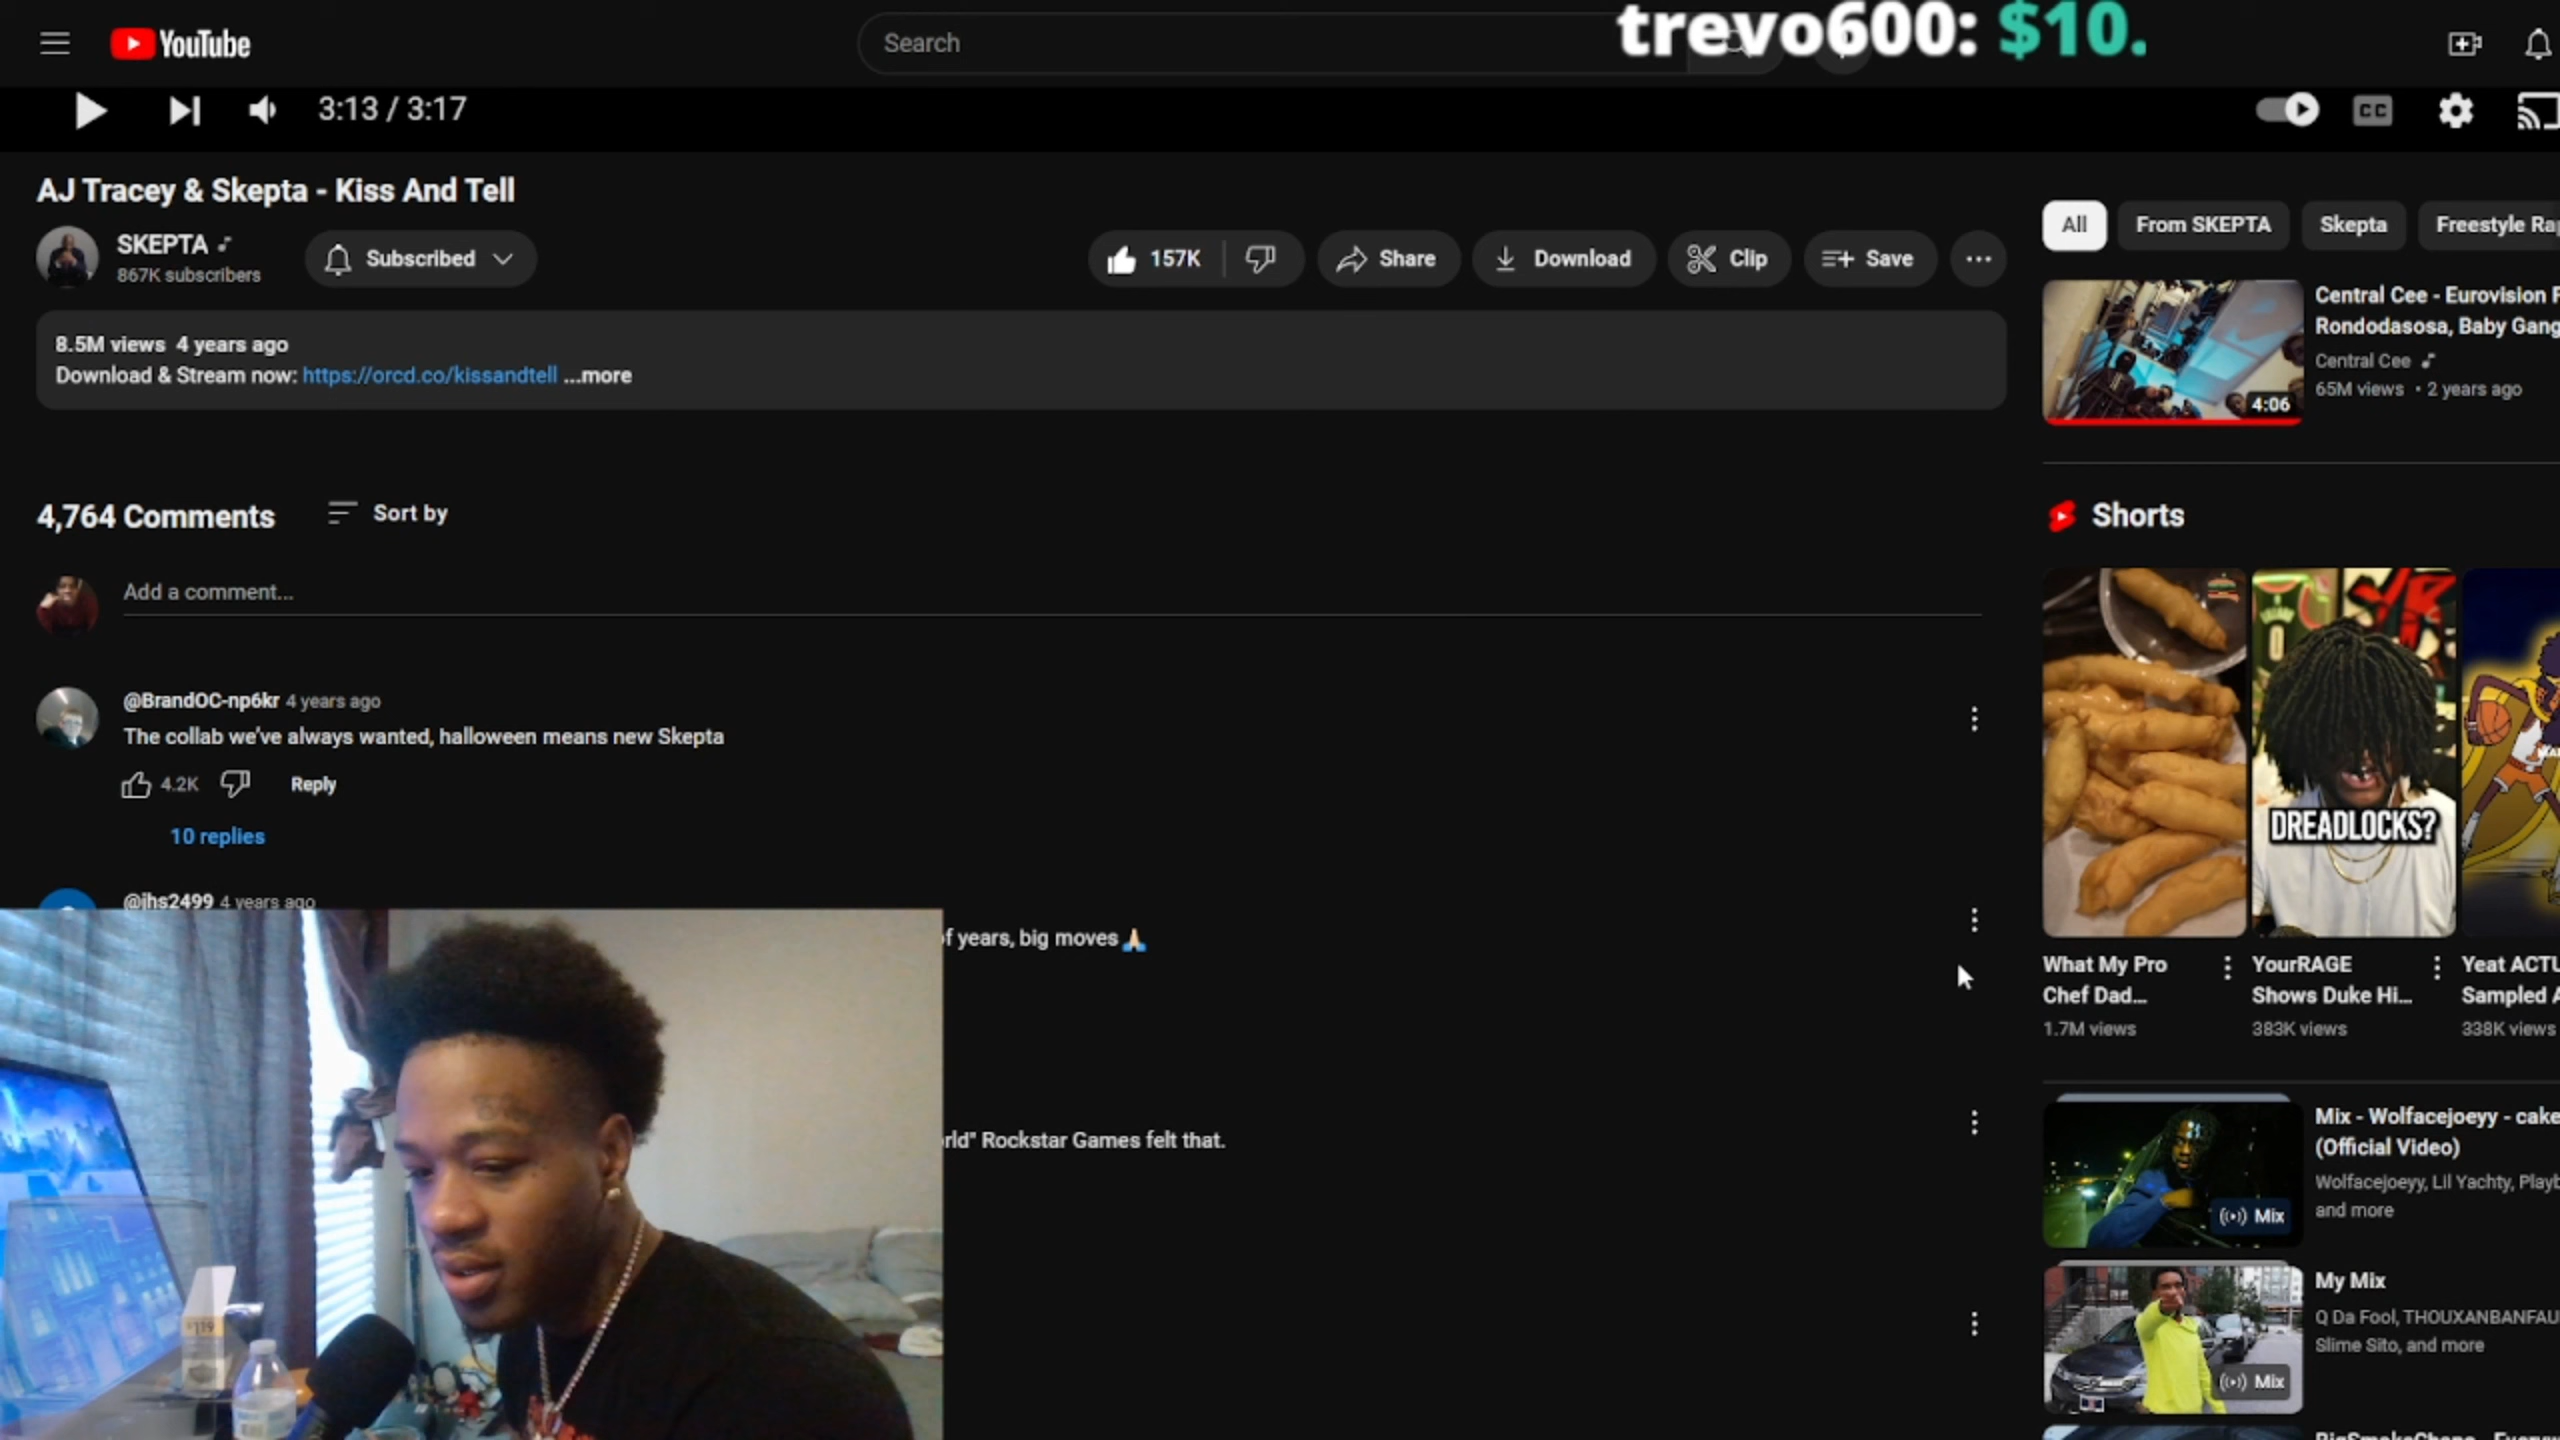 YouTube
Search
trevo600: $10.
3:13 / 3:17
CC
AJ Tracey & Skepta - Kiss And Tell
SKEPTA
867K subscribers
Subscribed
157K
Share
Download
Clip
Save
8.5M views 4 years ago
Download & Stream now: https://orcd.co/kissandtell ...more
4,764 Comments
Sort by
Add a comment...
@BrandOC-np6kr 4 years ago
The collab we've always wanted, halloween means new Skepta
4.2K
Reply
10 replies
@jhs2499 4 years ago
f years, big moves 🙏🏻
rld" Rockstar Games felt that.
All
From SKEPTA
Skepta
Freestyle Ra
Central Cee - Eurovision F
Rondodasosa, Baby Gang
Central Cee
65M views • 2 years ago
4:06
Shorts
DREADLOCKS?
What My Pro
Chef Dad...
1.7M views
YourRAGE
Shows Duke Hi...
383K views
Yeat ACTU
Sampled A
338K views
Mix - Wolfacejoeyy - cake
(Official Video)
Wolfacejoeyy, Lil Yachty, Playb
and more
Mix
My Mix
Q Da Fool, THOUXANBANFAU
Slime Sito, and more
Mix